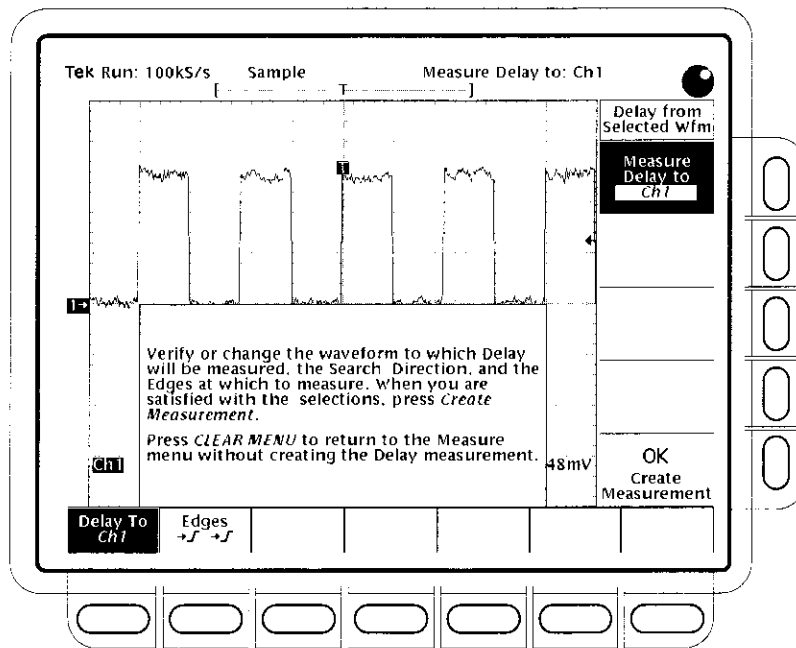 Tek Run: 100kS/s Sample Measure Delay to: Ch1
[ T ]
Delay from
Selected Wfm
Measure
Delay to
Ch1
T
1→
Verify or change the waveform to which Delay
will be measured, the Search Direction, and the
Edges at which to measure. When you are
satisfied with the selections, press Create
Measurement.
Press CLEAR MENU to return to the Measure
menu without creating the Delay measurement.
Ch1
48mV
OK
Create
Measurement
Delay To
Ch1
Edges